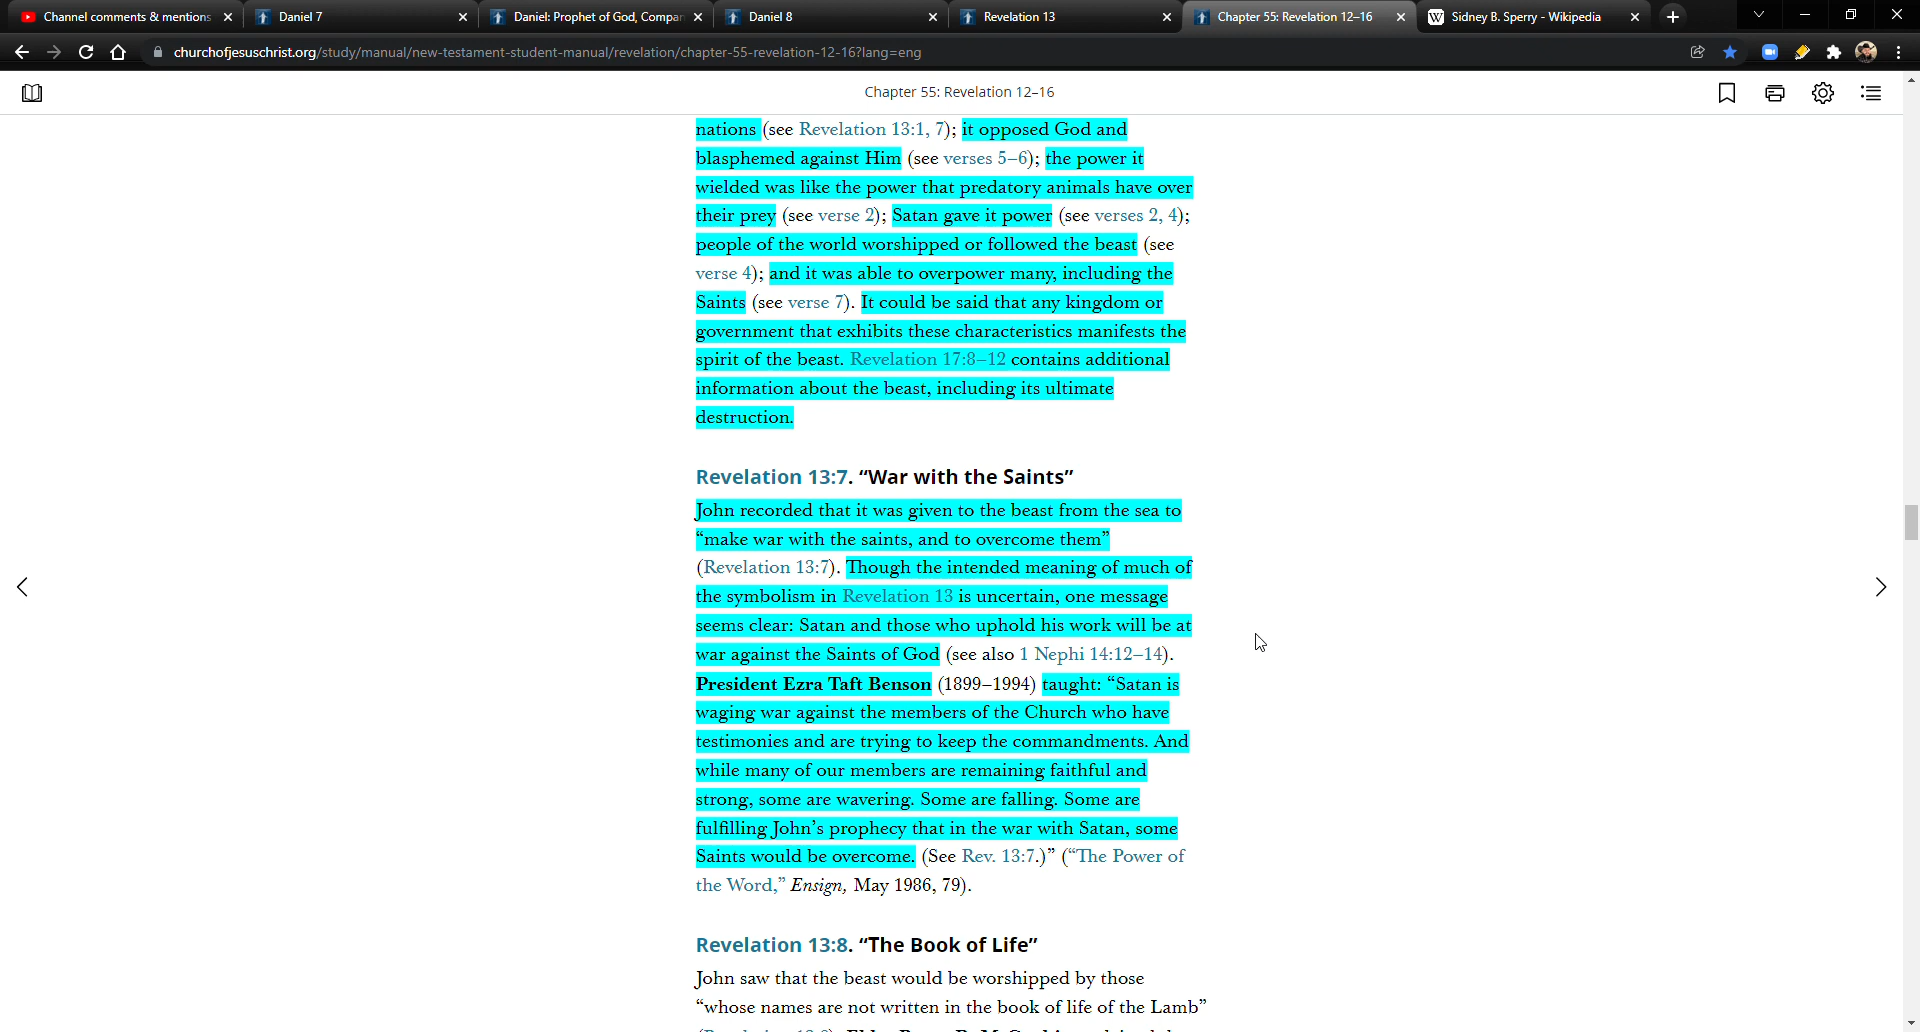 Channel comments & mentions
Daniel 7
Daniel: Prophet of God, Compan
Daniel 8
Revelation 13
Chapter 55: Revelation 12–16
Sidney B. Sperry - Wikipedia
churchofjesuschrist.org/study/manual/new-testament-student-manual/revelation/chapter-55-revelation-12-16?lang=eng
Chapter 55: Revelation 12–16
nations (see Revelation 13:1, 7); it opposed God and
blasphemed against Him (see verses 5–6); the power it
wielded was like the power that predatory animals have over
their prey (see verse 2); Satan gave it power (see verses 2, 4);
people of the world worshipped or followed the beast (see
verse 4); and it was able to overpower many, including the
Saints (see verse 7). It could be said that any kingdom or
government that exhibits these characteristics manifests the
spirit of the beast. Revelation 17:8–12 contains additional
information about the beast, including its ultimate
destruction.
Revelation 13:7. “War with the Saints”
John recorded that it was given to the beast from the sea to
“make war with the saints, and to overcome them”
(Revelation 13:7). Though the intended meaning of much of
the symbolism in Revelation 13 is uncertain, one message
seems clear: Satan and those who uphold his work will be at
war against the Saints of God (see also 1 Nephi 14:12–14).
President Ezra Taft Benson (1899–1994) taught: “Satan is
waging war against the members of the Church who have
testimonies and are trying to keep the commandments. And
while many of our members are remaining faithful and
strong, some are wavering. Some are falling. Some are
fulfilling John’s prophecy that in the war with Satan, some
Saints would be overcome. (See Rev. 13:7.)” (“The Power of
the Word,” Ensign, May 1986, 79).
Revelation 13:8. “The Book of Life”
John saw that the beast would be worshipped by those
“whose names are not written in the book of life of the Lamb”